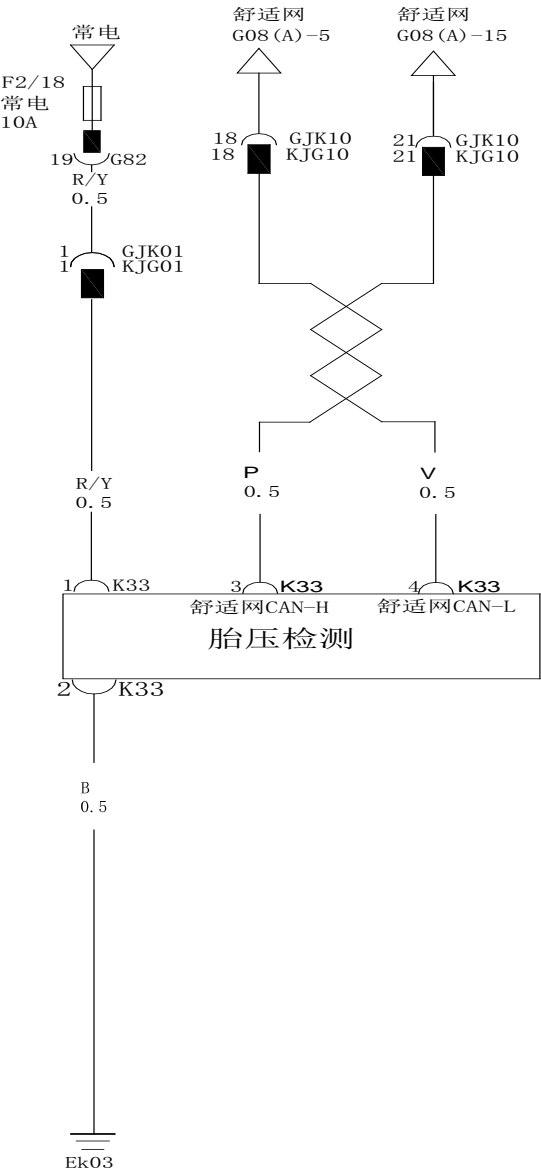 常电
F2/18
常电
10A
19 G82
R/Y
0.5
1 GJK01
1 KJG01
R/Y
0.5
1 K33
舒适网
G08(A)-5
18 GJK10
18 KJG10
舒适网
G08(A)-15
21 GJK10
21 KJG10
P
0.5
V
0.5
3 K33
4 K33
舒适网CAN-H
舒适网CAN-L
胎压检测
2 K33
B
0.5
Ek03